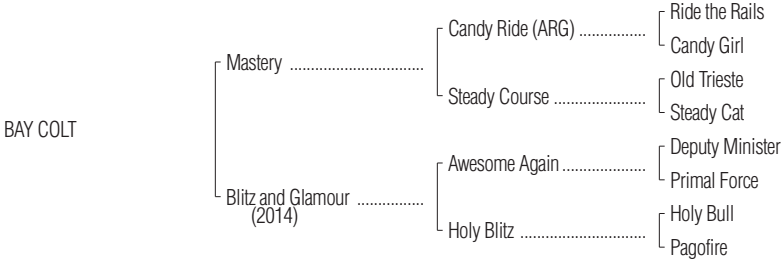 Ride the Rails
Candy Ride (ARG) ................
Candy Girl
Mastery ................................
Old Trieste
Steady Course ......................
Steady Cat
BAY COLT
Deputy Minister
Awesome Again ....................
Primal Force
Blitz and Glamour ................
(2014)
Holy Bull
Holy Blitz ..............................
Pagofire